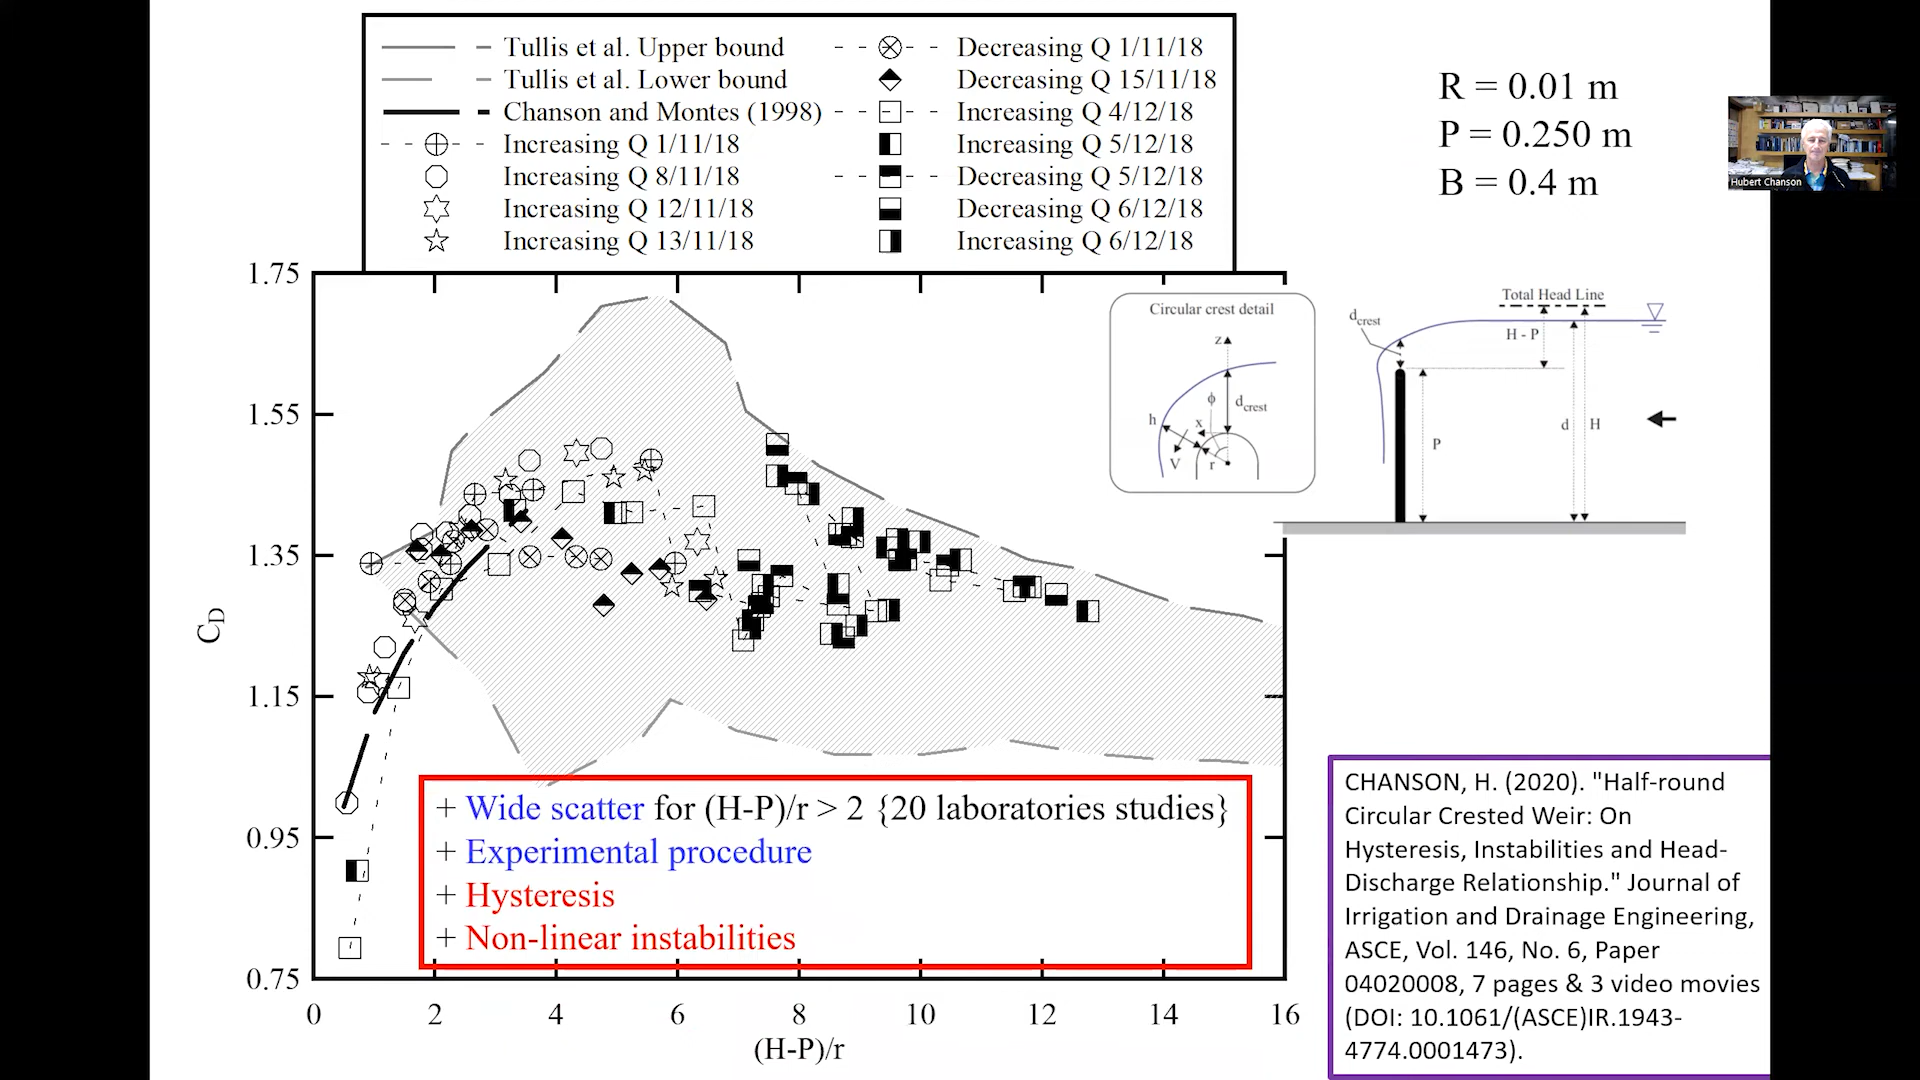 Tullis et al. Upper bound
Tullis et al. Lower bound
Chanson and Montes (1998)
Increasing Q 1/11/18
Increasing Q 8/11/18
Increasing Q 12/11/18
Increasing Q 13/11/18
Decreasing Q 1/11/18
Decreasing Q 15/11/18
Increasing Q 4/12/18
Increasing Q 5/12/18
Decreasing Q 5/12/18
Decreasing Q 6/12/18
Increasing Q 6/12/18
R = 0.01 m
P = 0.250 m
B = 0.4 m
Hubert Chanson
1.75
1.55
1.35
1.15
0.95
0.75
C_D
0 2 4 6 8 10 12 14 16
(H-P)/r
Circular crest detail
z
ϕ
d_crest
h
x
V
r
Total Head Line
d_crest
H - P
d
H
P
+ Wide scatter for (H-P)/r > 2 {20 laboratories studies}
+ Experimental procedure
+ Hysteresis
+ Non-linear instabilities
CHANSON, H. (2020). "Half-round
Circular Crested Weir: On
Hysteresis, Instabilities and Head-
Discharge Relationship." Journal of
Irrigation and Drainage Engineering,
ASCE, Vol. 146, No. 6, Paper
04020008, 7 pages & 3 video movies
(DOI: 10.1061/(ASCE)IR.1943-
4774.0001473).